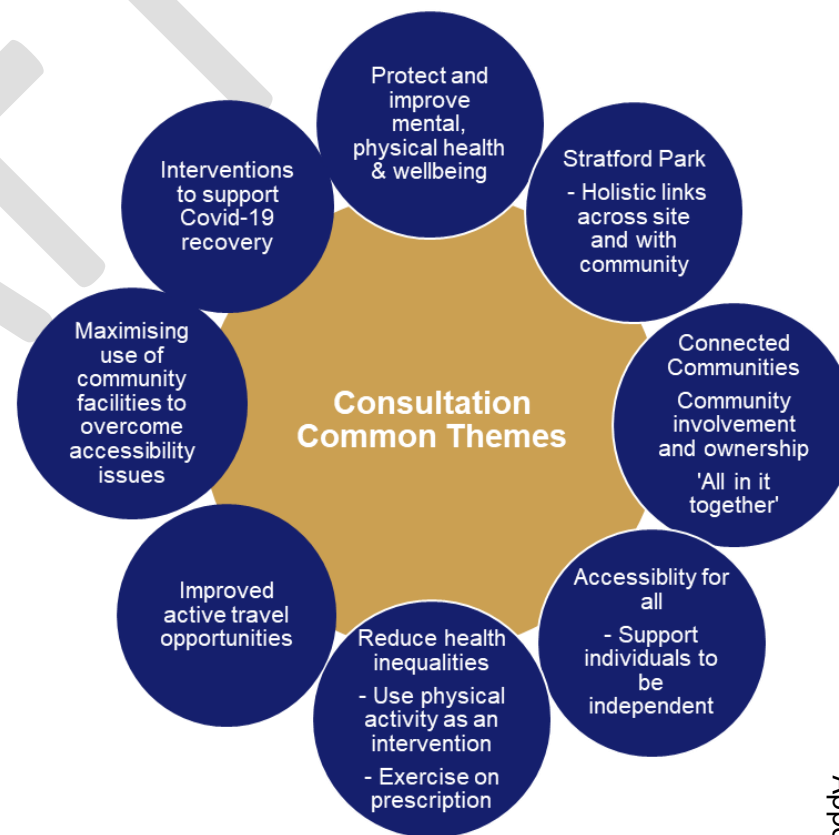 Protect and
improve
mental,
physical health
& wellbeing
Stratford Park
- Holistic links
across site
and with
community
Connected
Communities
Community
involvement
and ownership
'All in it
together'
Accessiblity for
all
- Support
individuals to
be
independent
Reduce health
inequalities
- Use physical
activity as an
intervention
- Exercise on
prescription
Improved
active travel
opportunities
Maximising
use of
community
facilities to
overcome
accessibility
issues
Interventions
to support
Covid-19
recovery
Consultation
Common Themes